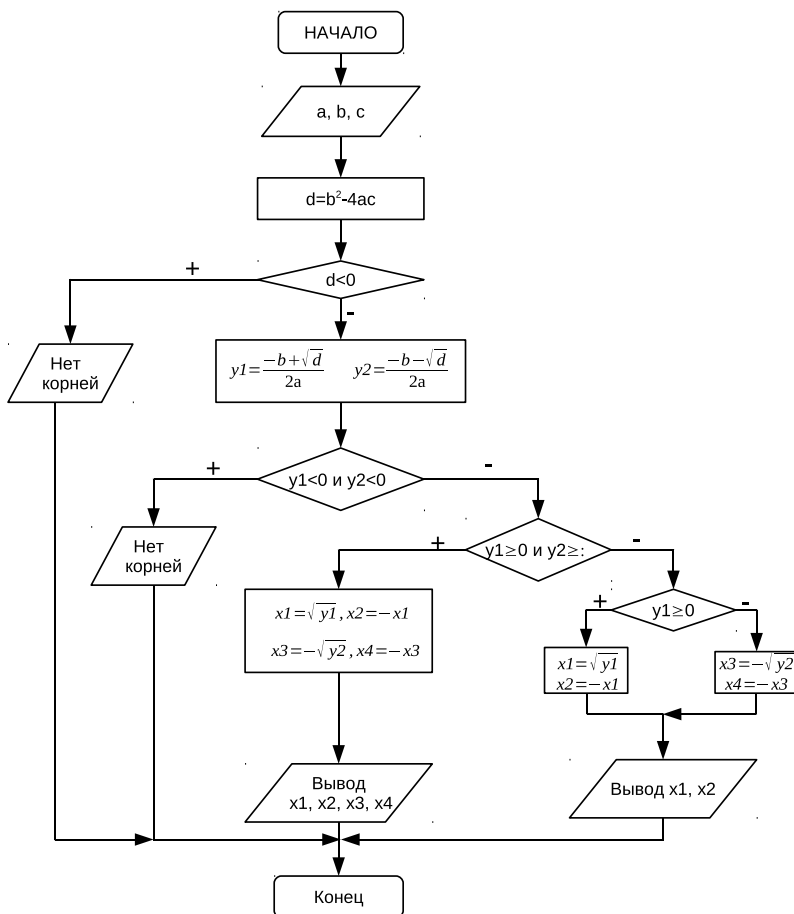 НАЧАЛО
a, b, c
d=b²-4ac
+
d<0
-
Нет
корней
y1=(−b+√d)/2a y2=(−b−√d)/2a
+
y1<0 и y2<0
-
Нет
корней
+
y1≥0 и y2≥:
-
x1=√y1, x2=−x1
x3=−√y2, x4=−x3
+
y1≥0
-
x1=√y1
x2=−x1
x3=−√y2
x4=−x3
Вывод
x1, x2, x3, x4
Вывод x1, x2
Конец